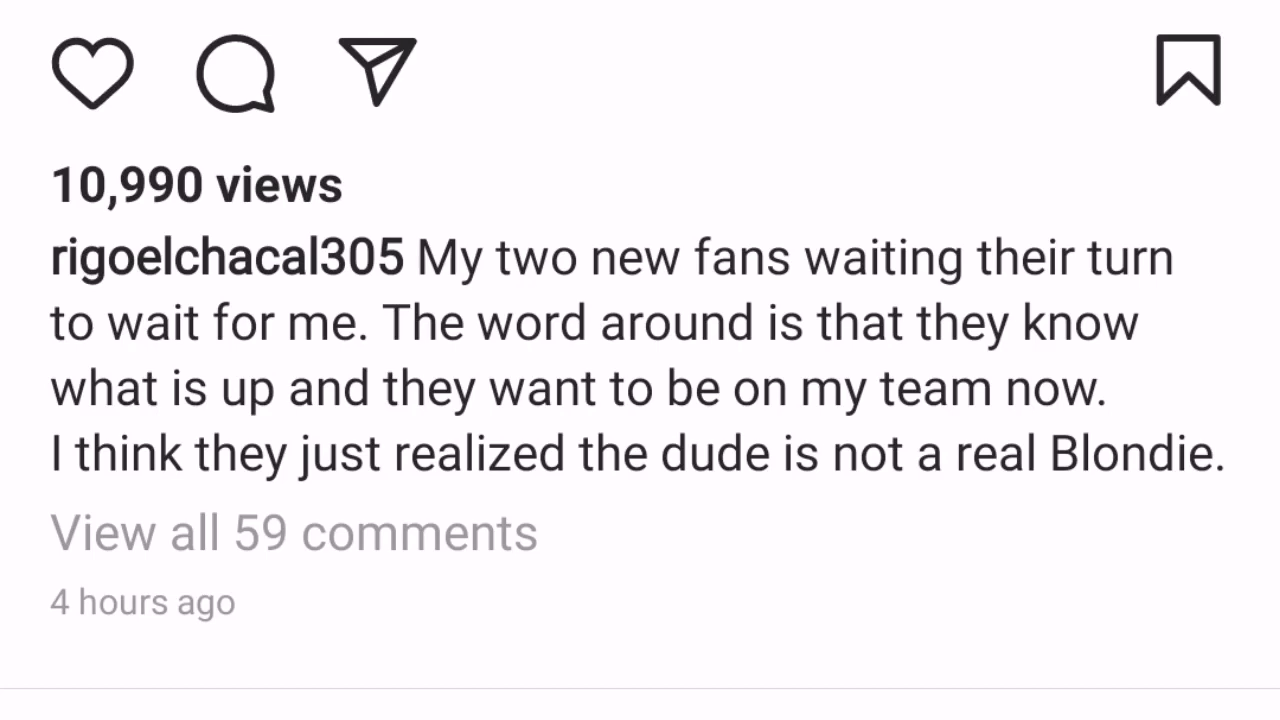 10,990 views
rigoelchacal305 My two new fans waiting their turn
to wait for me. The word around is that they know
what is up and they want to be on my team now.
I think they just realized the dude is not a real Blondie.
View all 59 comments
4 hours ago